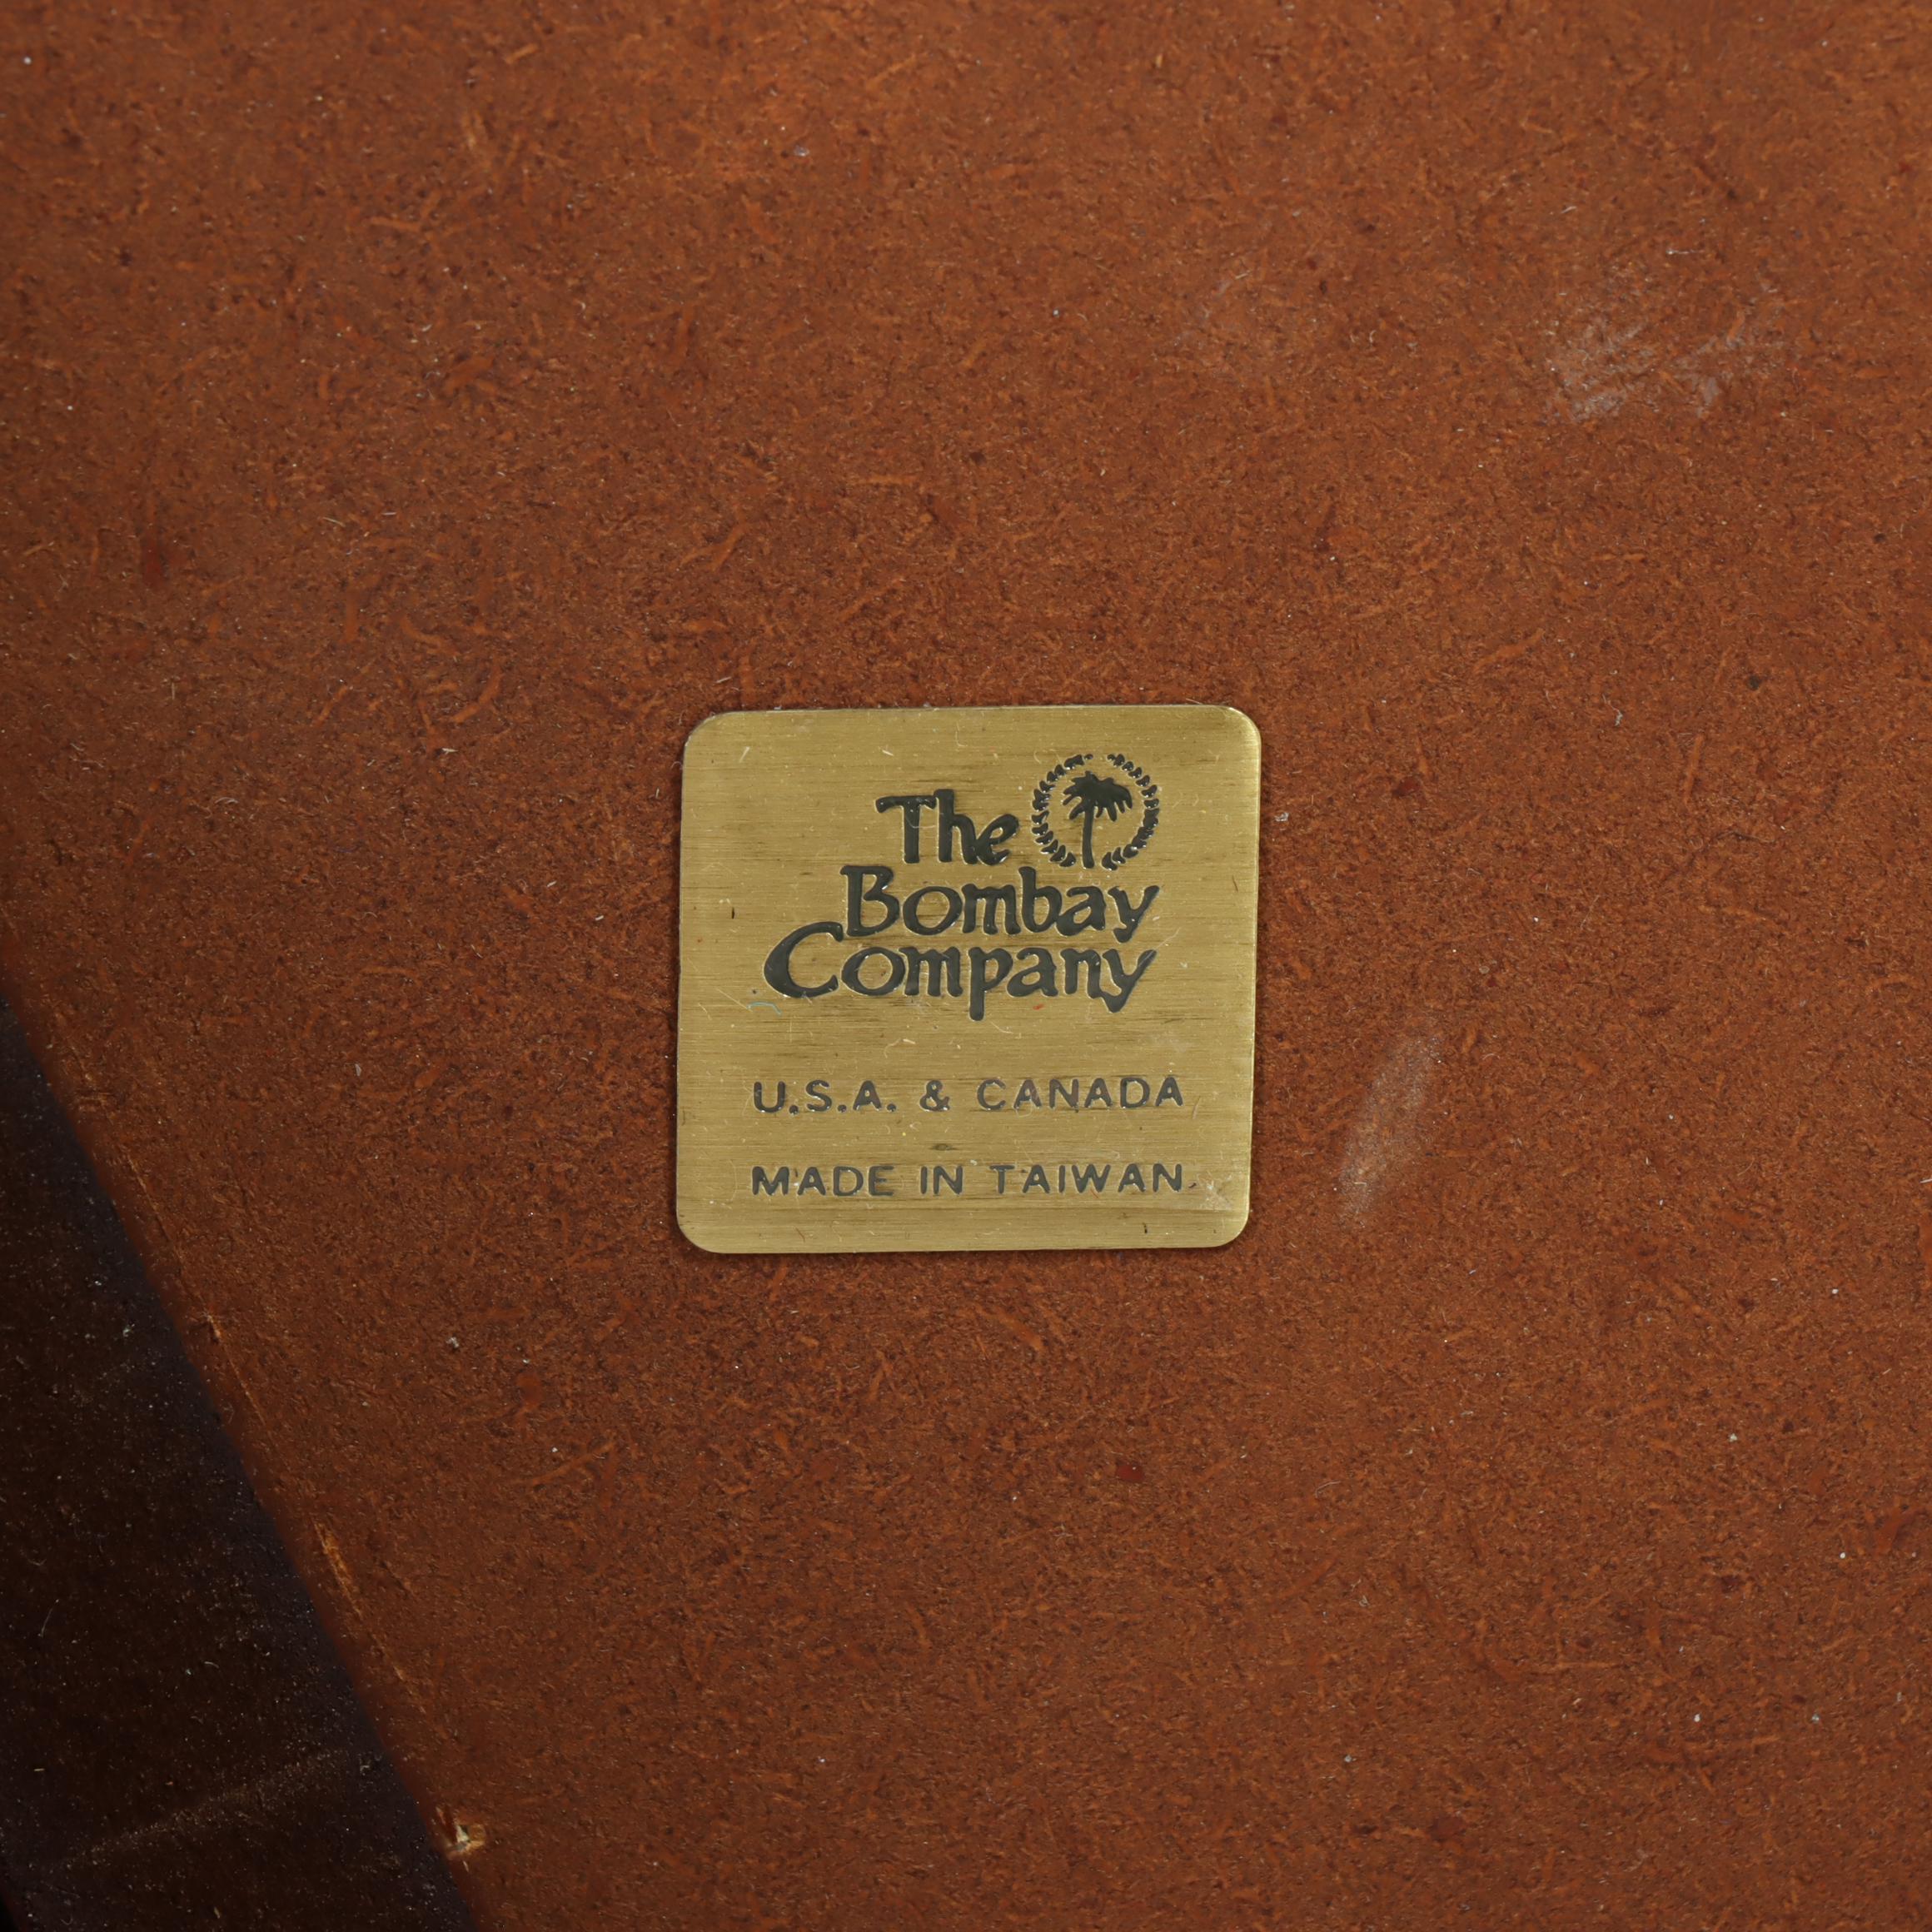 The
Bombay
Company
U.S.A. & CANADA
MADE IN TAIWAN.